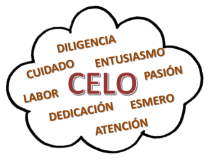 DILIGENCIA
CUIDADO
ENTUSIASMO
CELO
PASIÓN
LABOR
DEDICACIÓN
ESMERO
ATENCIÓN